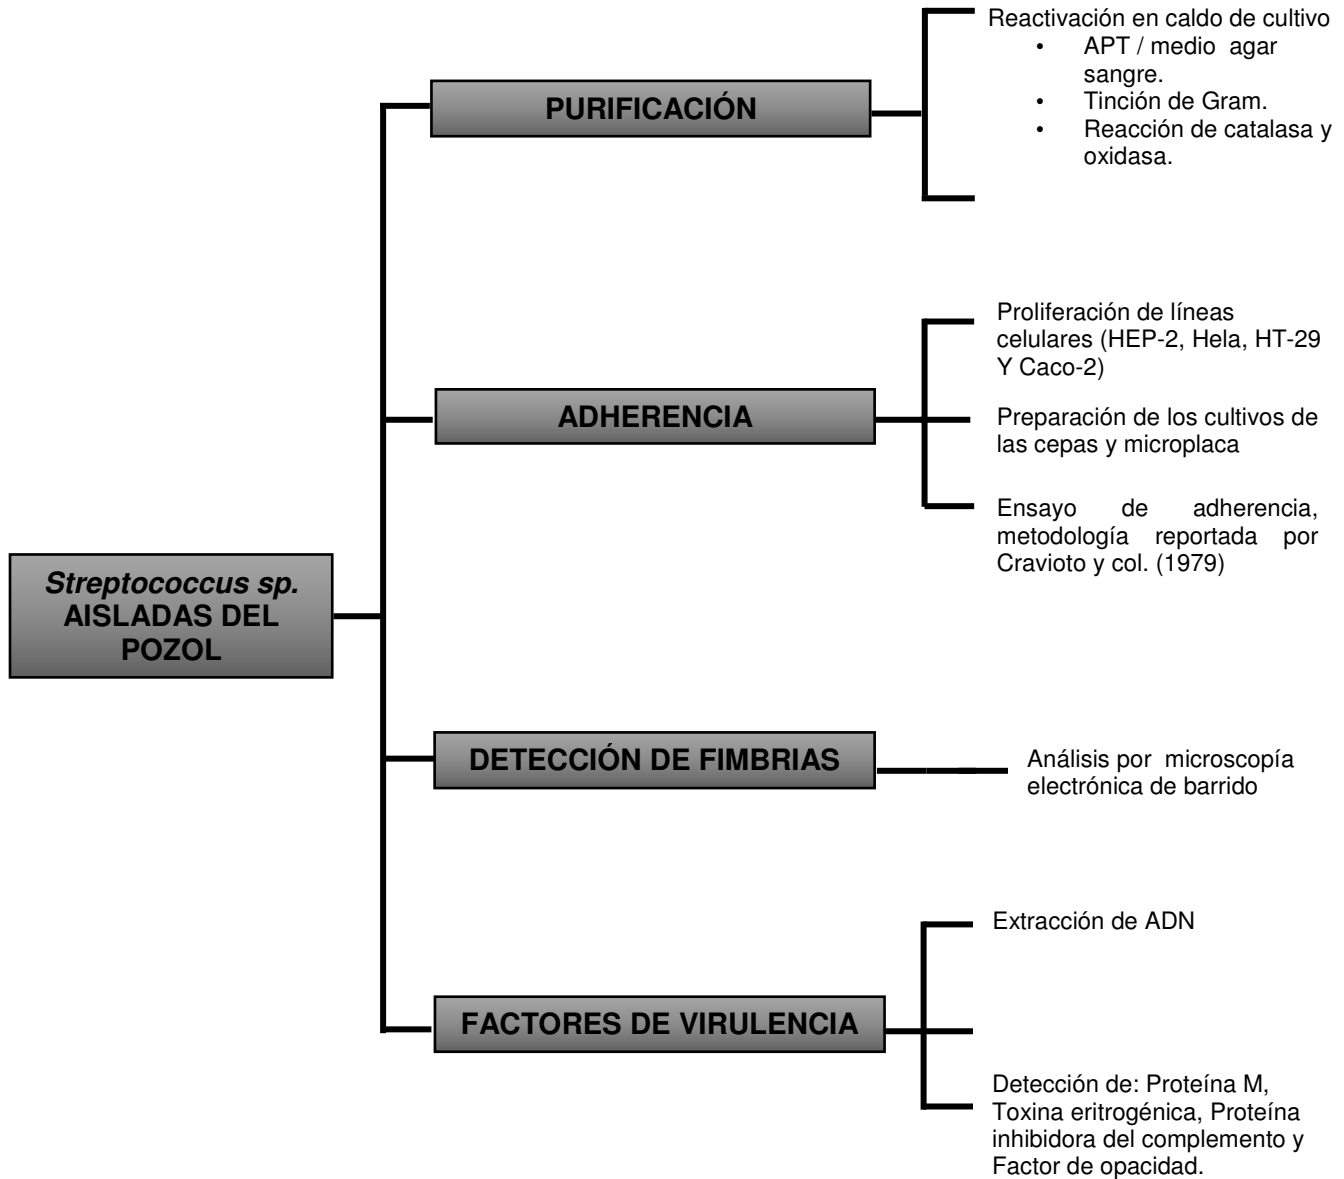 Streptococcus sp.
AISLADAS DEL
POZOL
PURIFICACIÓN
Reactivación en caldo de cultivo
• APT / medio agar
sangre.
• Tinción de Gram.
• Reacción de catalasa y
oxidasa.
ADHERENCIA
Proliferación de líneas
celulares (HEP-2, Hela, HT-29
Y Caco-2)
Preparación de los cultivos de
las cepas y microplaca
Ensayo de adherencia,
metodología reportada por
Cravioto y col. (1979)
DETECCIÓN DE FIMBRIAS
Análisis por microscopía
electrónica de barrido
FACTORES DE VIRULENCIA
Extracción de ADN
Detección de: Proteína M,
Toxina eritrogénica, Proteína
inhibidora del complemento y
Factor de opacidad.